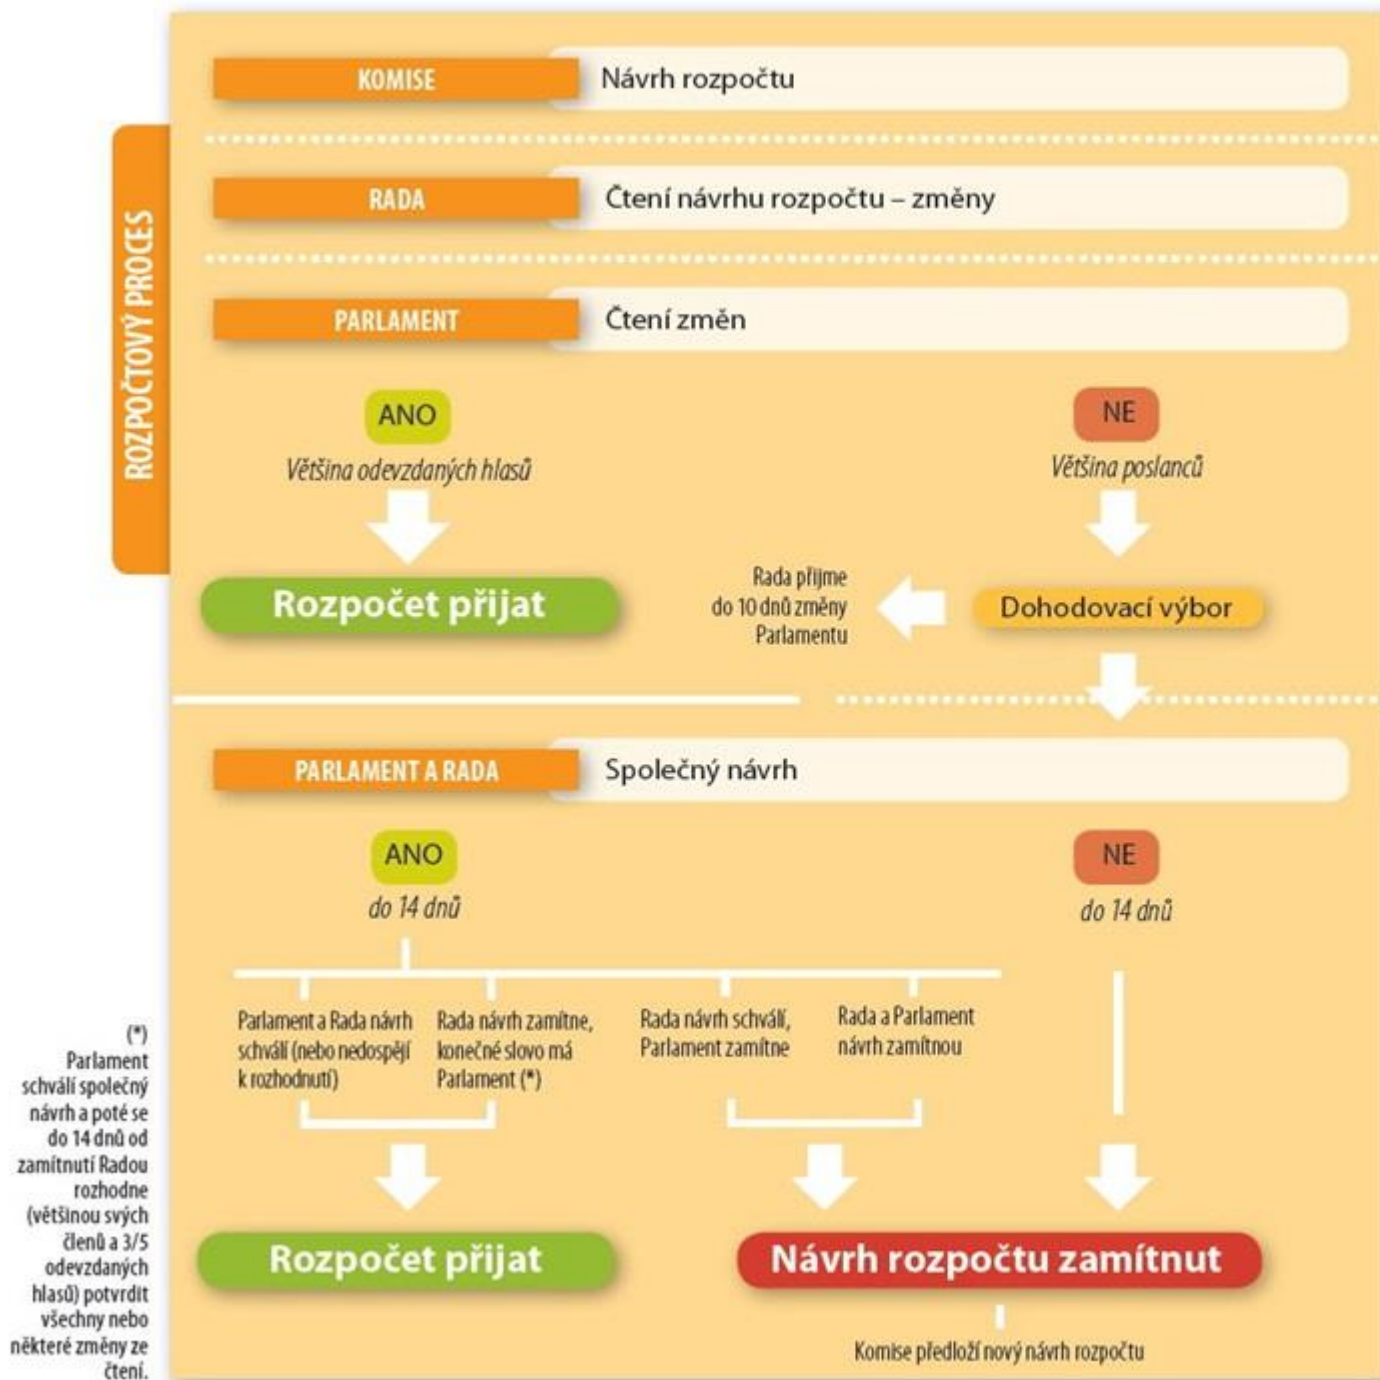 ROZPOČTOVÝ PROCES
KOMISE
Návrh rozpočtu
RADA
Čtení návrhu rozpočtu – změny
PARLAMENT
Čtení změn
ANO
Většina odevzdaných hlasů
Rozpočet přijat
NE
Většina poslanců
Dohodovací výbor
Rada přijme
do 10 dnů změny
Parlamentu
PARLAMENT A RADA
Společný návrh
ANO
do 14 dnů
NE
do 14 dnů
Parlament a Rada návrh
schválí (nebo nedospějí
k rozhodnutí)
Rada návrh zamítne,
konečné slovo má
Parlament (*)
Rada návrh schválí,
Parlament zamítne
Rada a Parlament
návrh zamítnou
Rozpočet přijat
Návrh rozpočtu zamítnut
Komise předloží nový návrh rozpočtu
(*)
Parlament
schválí společný
návrh a poté se
do 14 dnů od
zamítnutí Radou
rozhodne
(většinou svých
členů a 3/5
odevzdaných
hlasů) potvrdit
všechny nebo
některé změny ze
čtení.